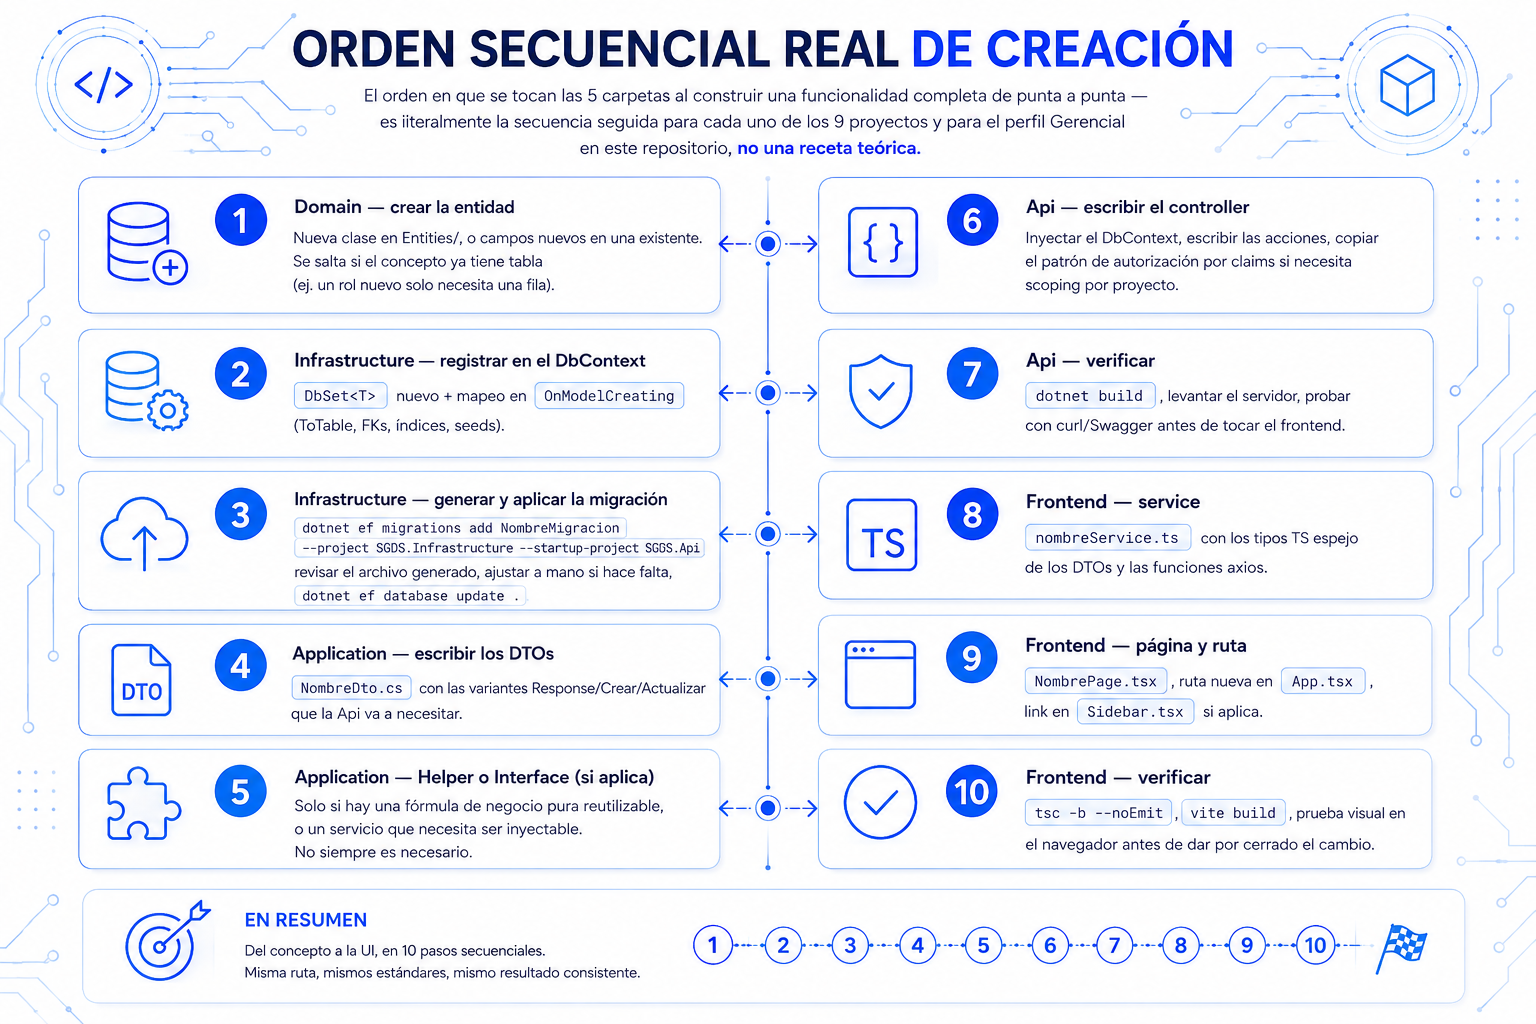 </>
ORDEN SECUENCIAL REAL DE CREACIÓN
El orden en que se tocan las 5 carpetas al construir una funcionalidad completa de punta a punta —
es literalmente la secuencia seguida para cada uno de los 9 proyectos y para el perfil Gerencial
en este repositorio, no una receta teórica.
1
Domain — crear la entidad
Nueva clase en Entities/, o campos nuevos en una existente.
Se salta si el concepto ya tiene tabla
(ej. un rol nuevo solo necesita una fila).
2
Infrastructure — registrar en el DbContext
DbSet<T> nuevo + mapeo en OnModelCreating
(ToTable, FKs, índices, seeds).
3
Infrastructure — generar y aplicar la migración
dotnet ef migrations add NombreMigracion
--project SGDS.Infrastructure --startup-project SGDS.Api
revisar el archivo generado, ajustar a mano si hace falta,
dotnet ef database update .
DTO
4
Application — escribir los DTOs
NombreDto.cs con las variantes Response/Crear/Actualizar
que la Api va a necesitar.
5
Application — Helper o Interface (si aplica)
Solo si hay una fórmula de negocio pura reutilizable,
o un servicio que necesita ser inyectable.
No siempre es necesario.
{ }
6
Api — escribir el controller
Inyectar el DbContext, escribir las acciones, copiar
el patrón de autorización por claims si necesita
scoping por proyecto.
7
Api — verificar
dotnet build , levantar el servidor, probar
con curl/Swagger antes de tocar el frontend.
TS
8
Frontend — service
nombreService.ts con los tipos TS espejo
de los DTOs y las funciones axios.
9
Frontend — página y ruta
NombrePage.tsx , ruta nueva en App.tsx ,
link en Sidebar.tsx si aplica.
10
Frontend — verificar
tsc -b --noEmit , vite build , prueba visual en
el navegador antes de dar por cerrado el cambio.
EN RESUMEN
Del concepto a la UI, en 10 pasos secuenciales.
Misma ruta, mismos estándares, mismo resultado consistente.
1 2 3 4 5 6 7 8 9 10